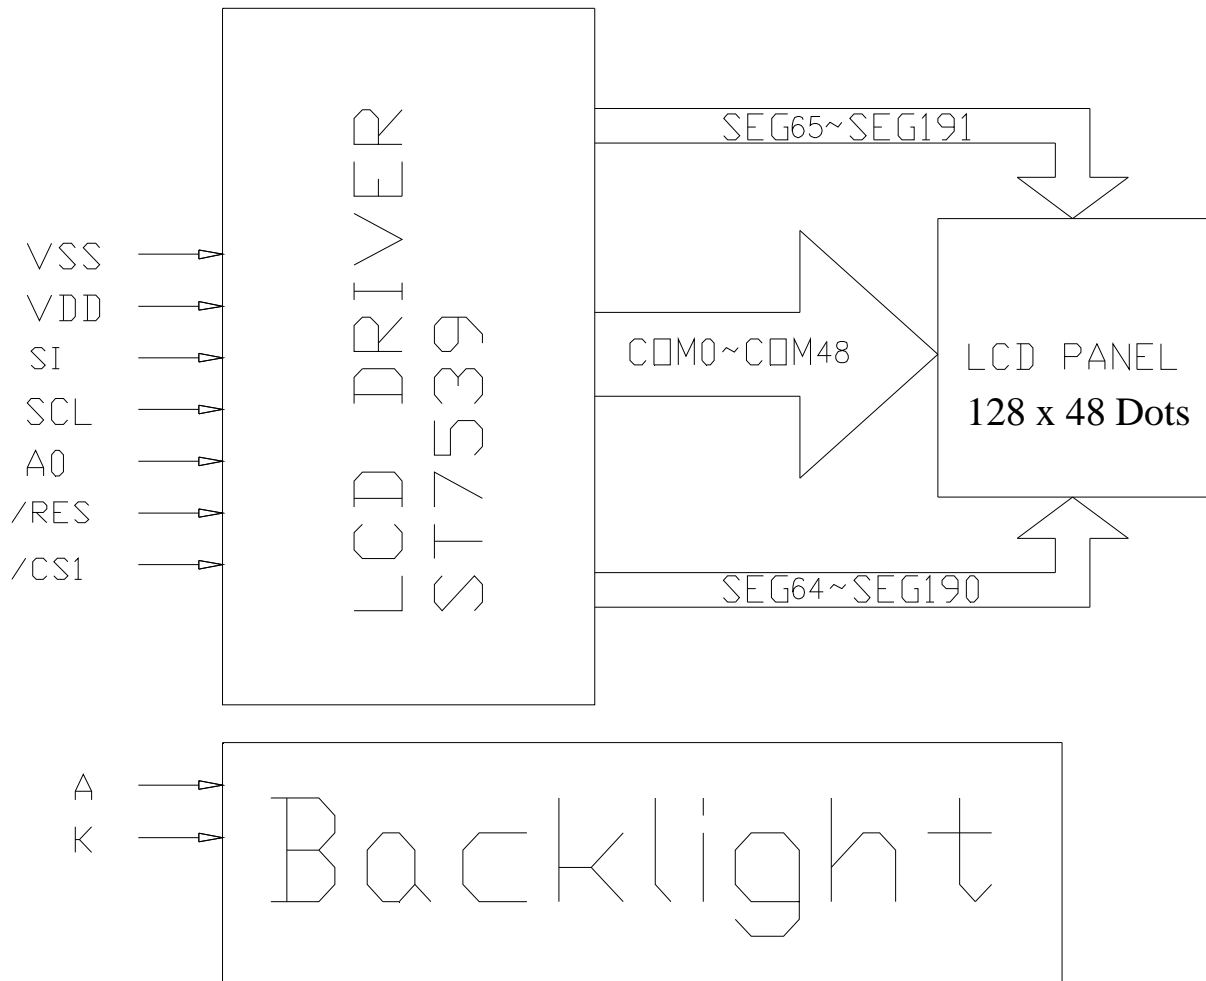 LCD DRIVER
ST7539
VSS
VDD
SI
SCL
A0
/RES
/CS1
SEG65~SEG191
COM0~COM48
SEG64~SEG190
LCD PANEL
128 x 48 Dots
A
K
Backlight